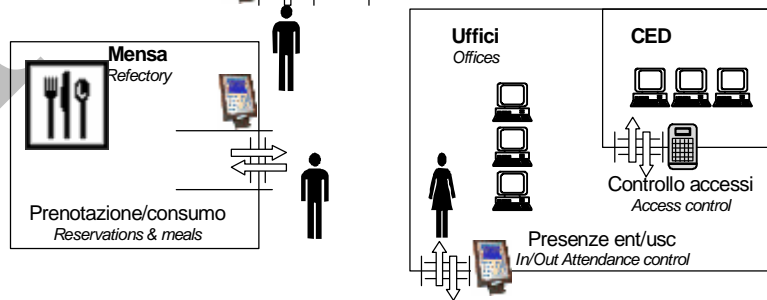 Mensa
Refectory
Prenotazione/consumo
Reservations & meals
Uffici
Offices
CED
Controllo accessi
Access control
Presenze ent/usc
In/Out Attendance control